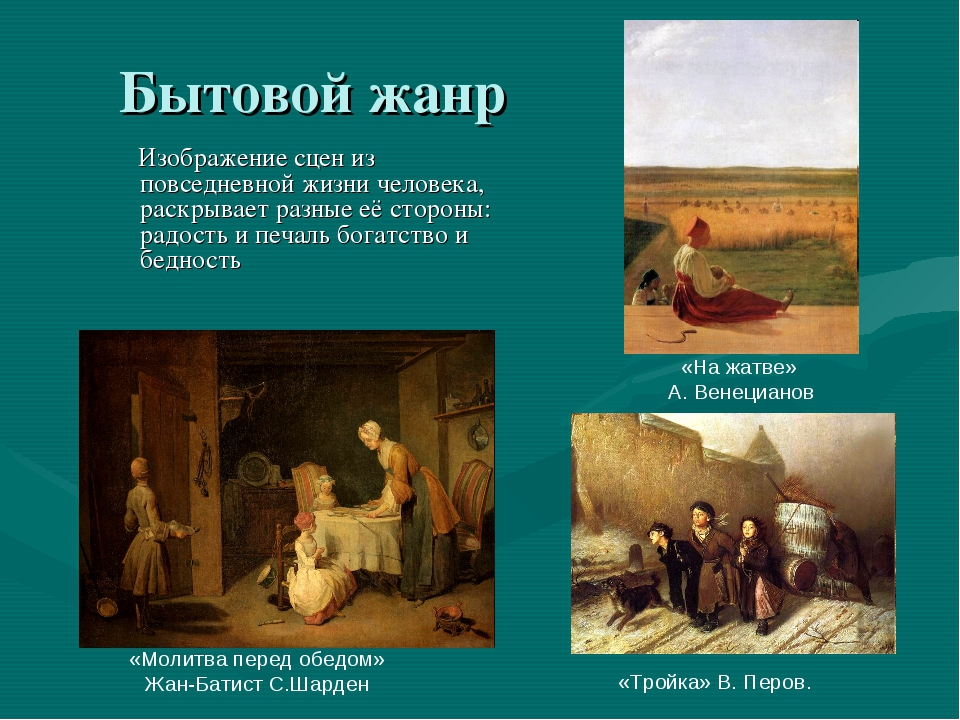 Бытовой жанр
Изображение сцен из
повседневной жизни человека,
раскрывает разные её стороны:
радость и печаль богатство и
бедность
«На жатве»
А. Венецианов
«Молитва перед обедом»
Жан-Батист С.Шарден
«Тройка» В. Перов.